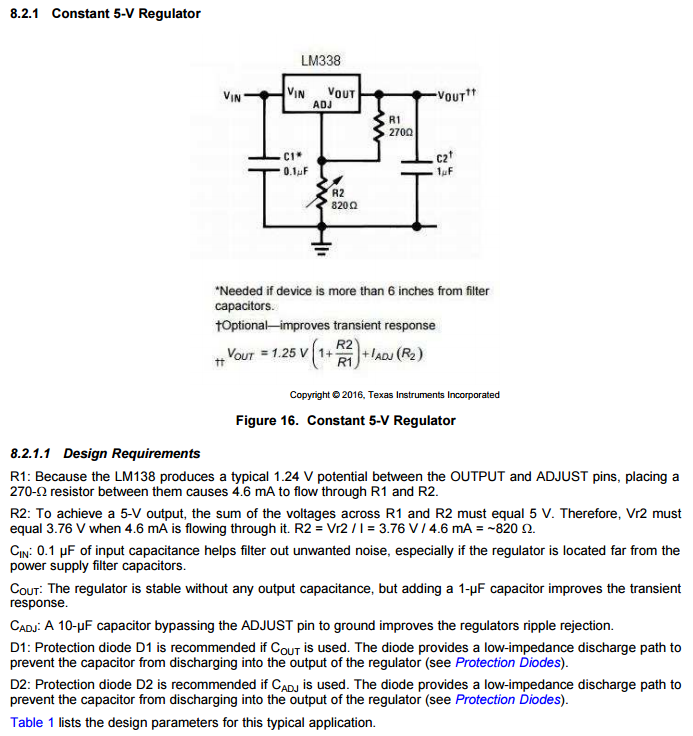 8.2.1 Constant 5-V Regulator
LM338
VIN
VIN VOUT
ADJ
VOUT††
R1
270Ω
C1*
0.1μF
C2†
1μF
R2
820Ω
*Needed if device is more than 6 inches from filter
capacitors.
†Optional—improves transient response
†† VOUT = 1.25 V (1+ R2/R1) + IADJ (R2)
Copyright © 2016, Texas Instruments Incorporated
Figure 16. Constant 5-V Regulator
8.2.1.1 Design Requirements
R1: Because the LM138 produces a typical 1.24 V potential between the OUTPUT and ADJUST pins, placing a
270-Ω resistor between them causes 4.6 mA to flow through R1 and R2.
R2: To achieve a 5-V output, the sum of the voltages across R1 and R2 must equal 5 V. Therefore, Vr2 must
equal 3.76 V when 4.6 mA is flowing through it. R2 = Vr2 / I = 3.76 V / 4.6 mA = ~820 Ω.
CIN: 0.1 μF of input capacitance helps filter out unwanted noise, especially if the regulator is located far from the
power supply filter capacitors.
COUT: The regulator is stable without any output capacitance, but adding a 1-μF capacitor improves the transient
response.
CADJ: A 10-μF capacitor bypassing the ADJUST pin to ground improves the regulators ripple rejection.
D1: Protection diode D1 is recommended if COUT is used. The diode provides a low-impedance discharge path to
prevent the capacitor from discharging into the output of the regulator (see Protection Diodes).
D2: Protection diode D2 is recommended if CADJ is used. The diode provides a low-impedance discharge path to
prevent the capacitor from discharging into the output of the regulator (see Protection Diodes).
Table 1 lists the design parameters for this typical application.